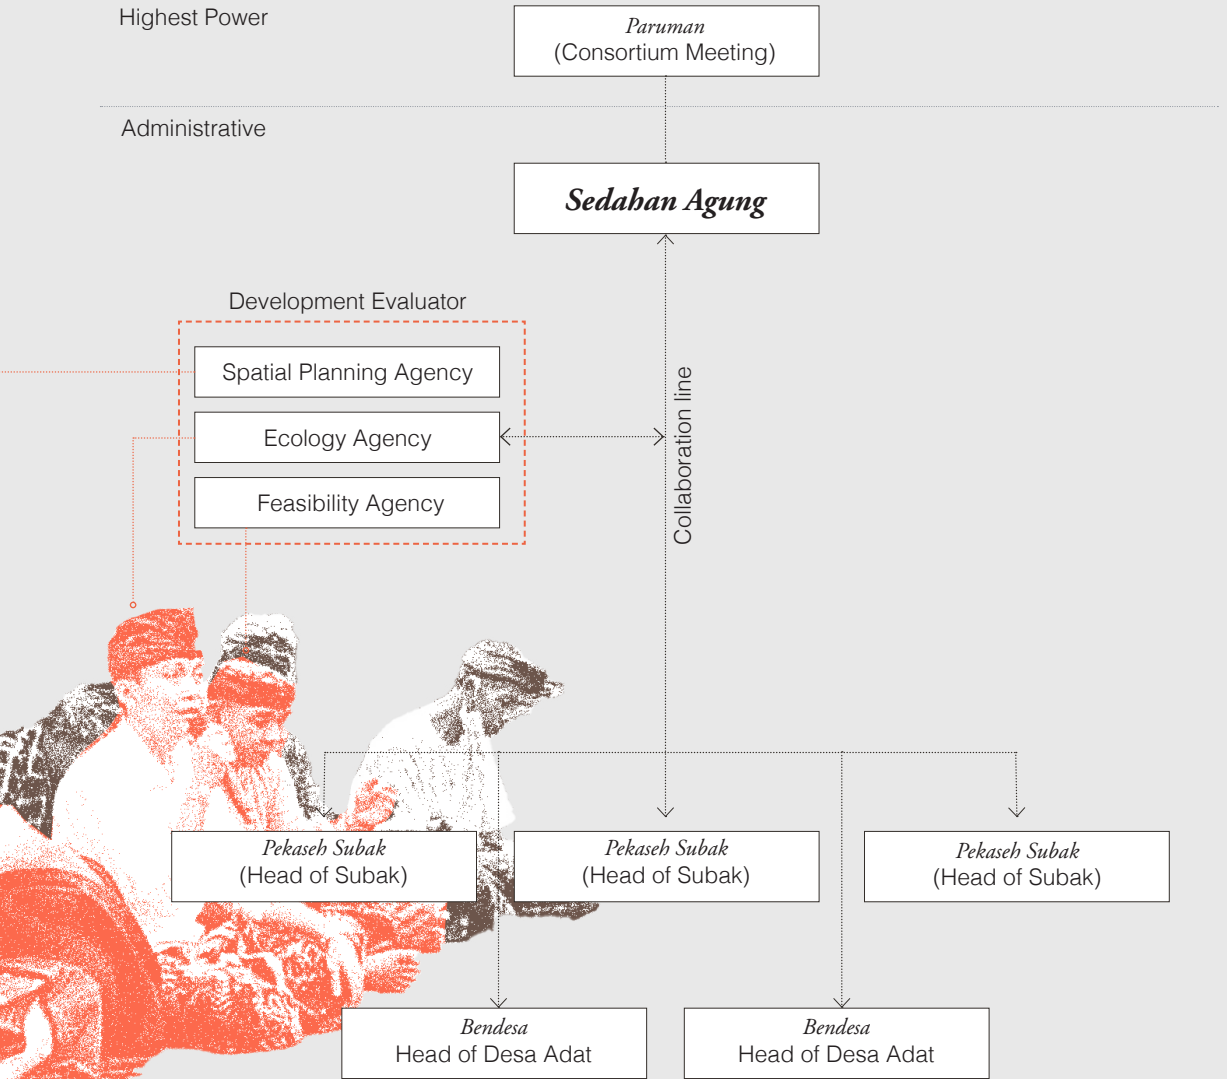 Highest Power
Paruman
(Consortium Meeting)
Administrative
Sedahan Agung
Development Evaluator
Spatial Planning Agency
Ecology Agency
Feasibility Agency
Collaboration line
Pekaseh Subak
(Head of Subak)
Pekaseh Subak
(Head of Subak)
Pekaseh Subak
(Head of Subak)
Bendesa
Head of Desa Adat
Bendesa
Head of Desa Adat